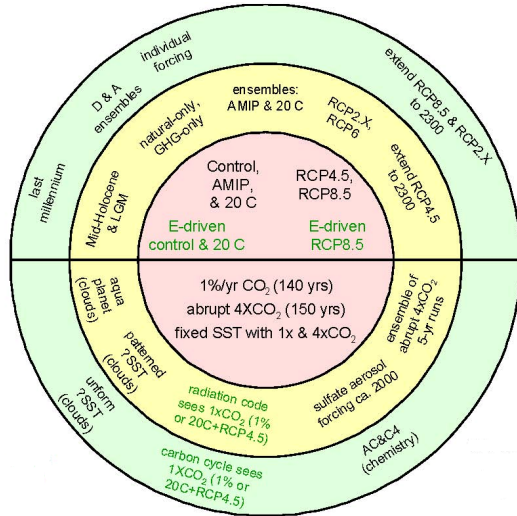 individual forcing
D & A
ensembles
last
millennium
extend RCP8.5 & RCP2.X
to 2300
ensembles:
AMIP & 20 C
natural-only,
GHG-only
Mid-Holocene
& LGM
RCP2.X,
RCP6
extend RCP4.5
to 2300
Control,
AMIP,
& 20 C
RCP4.5,
RCP8.5
E-driven
control & 20 C
E-driven
RCP8.5
1%/yr CO₂ (140 yrs)
abrupt 4XCO₂ (150 yrs)
fixed SST with 1x & 4xCO₂
aqua
planet
(clouds)
patterned
?SST
(clouds)
radiation code
sees 1xCO₂ (1%
or 20C+RCP4.5)
sulfate aerosol
forcing ca. 2000
ensemble of
abrupt 4xCO₂
5-yr runs
unform
?SST
(clouds)
carbon cycle sees
1XCO₂ (1% or
20C+RCP4.5)
AC&C4
(chemistry)